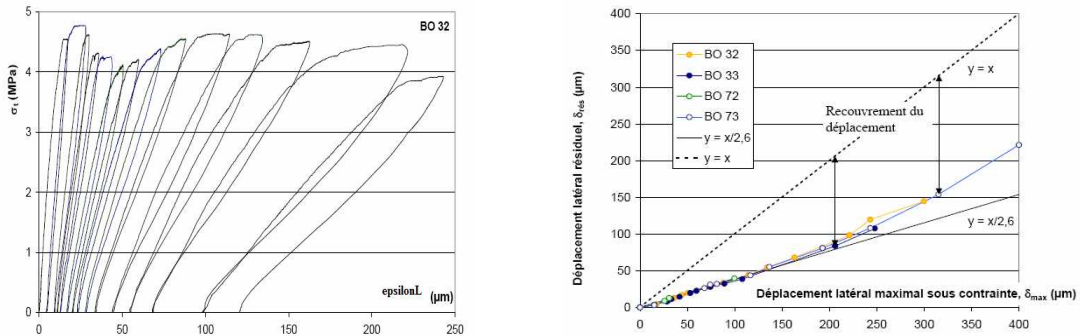 5
4
3
2
1
0
σt (MPa)
BO 32
epsilonL (µm)
0 50 100 150 200 250
400
350
300
250
200
150
100
50
0
Déplacement latéral résiduel, δrés (µm)
BO 32
BO 33
BO 72
BO 73
y = x/2,6
y = x
y = x
Recouvrement du
déplacement
y = x/2,6
Déplacement latéral maximal sous contrainte, δmax (µm)
0 50 100 150 200 250 300 350 400